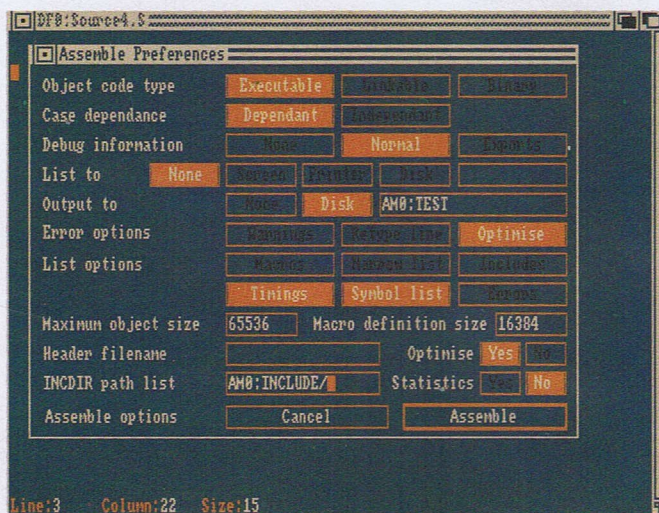 DF0:Source4.S
Assemble Preferences
Object code type Executable Linkable Binary
Case dependance Dependant Independant
Debug information None Normal Exports
List to None Screen Printer Disk
Output to None Disk AM0:TEST
Error options Warnings Retype line Optimise
List options Macros Narrow list Includes
Timings Symbol list Errors
Maximum object size 65536 Macro definition size 16384
Header filename Optimise Yes No
INCDIR path list AM0:INCLUDE/ Statistics Yes No
Assemble options Cancel Assemble
Line:3 Column:22 Size:15